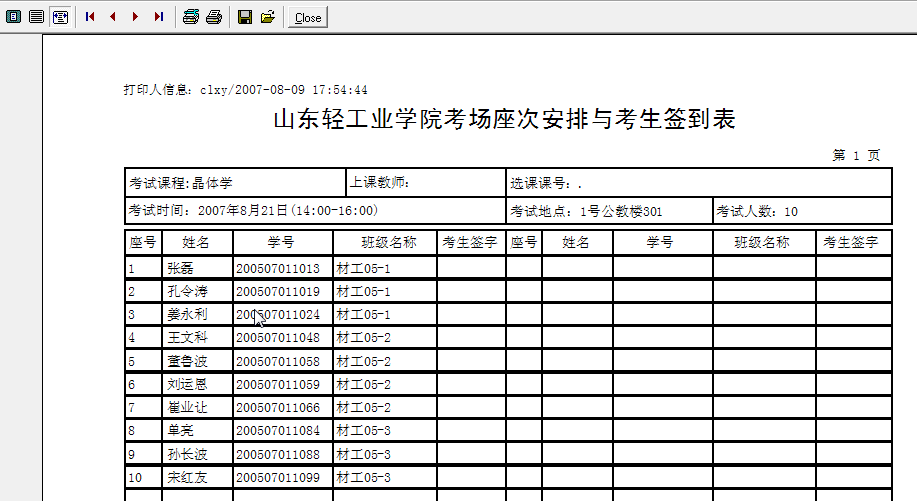 Close
打印人信息: clxy/2007-08-09 17:54:44
山东轻工业学院考场座次安排与考生签到表
第 1 页
考试课程:晶体学 上课教师: 选课课号: .
考试时间: 2007年8月21日(14:00-16:00) 考试地点: 1号公教楼301 考试人数: 10
座号 姓名 学号 班级名称 考生签字 座号 姓名 学号 班级名称 考生签字
1 张磊 200507011013 材工05-1
2 孔令涛 200507011019 材工05-1
3 姜永利 200507011024 材工05-1
4 王文科 200507011048 材工05-2
5 董鲁波 200507011058 材工05-2
6 刘运恩 200507011059 材工05-2
7 崔业让 200507011066 材工05-2
8 单亮 200507011084 材工05-3
9 孙长波 200507011088 材工05-3
10 宋红友 200507011099 材工05-3